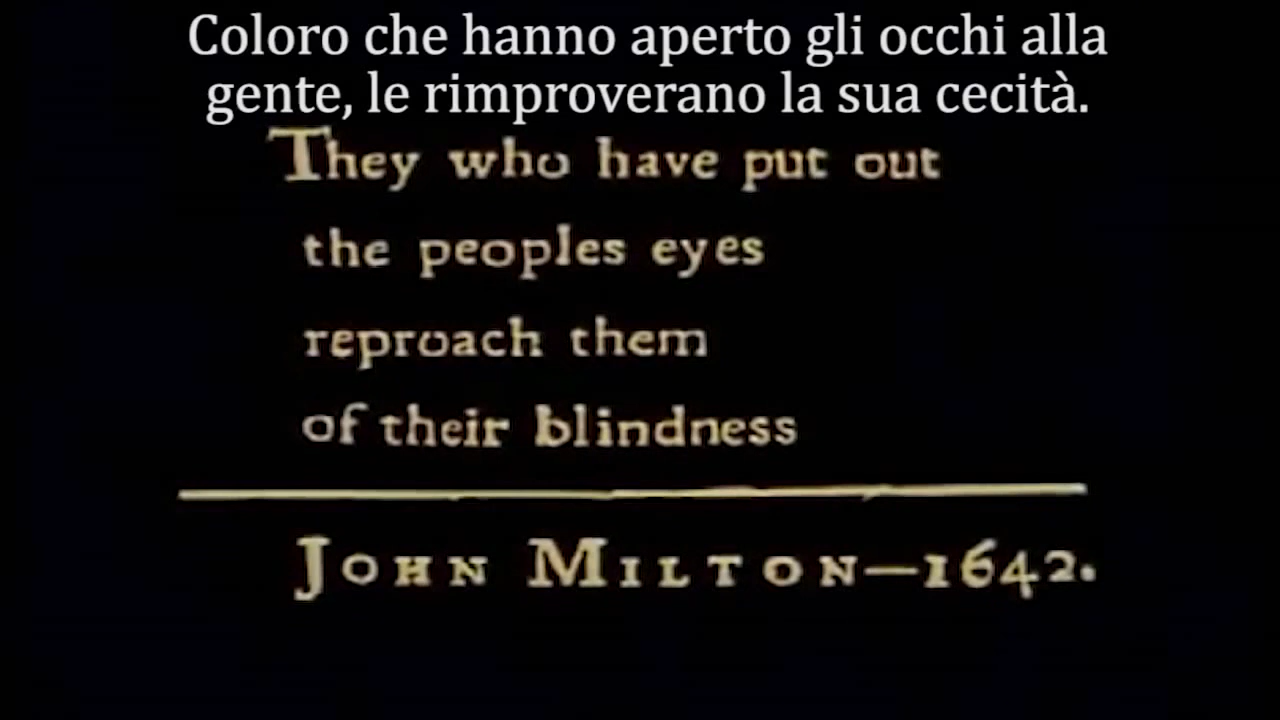 Coloro che hanno aperto gli occhi alla
gente, le rimproverano la sua cecità.
They who have put out
the peoples eyes
reproach them
of their blindness
John Milton—1642.